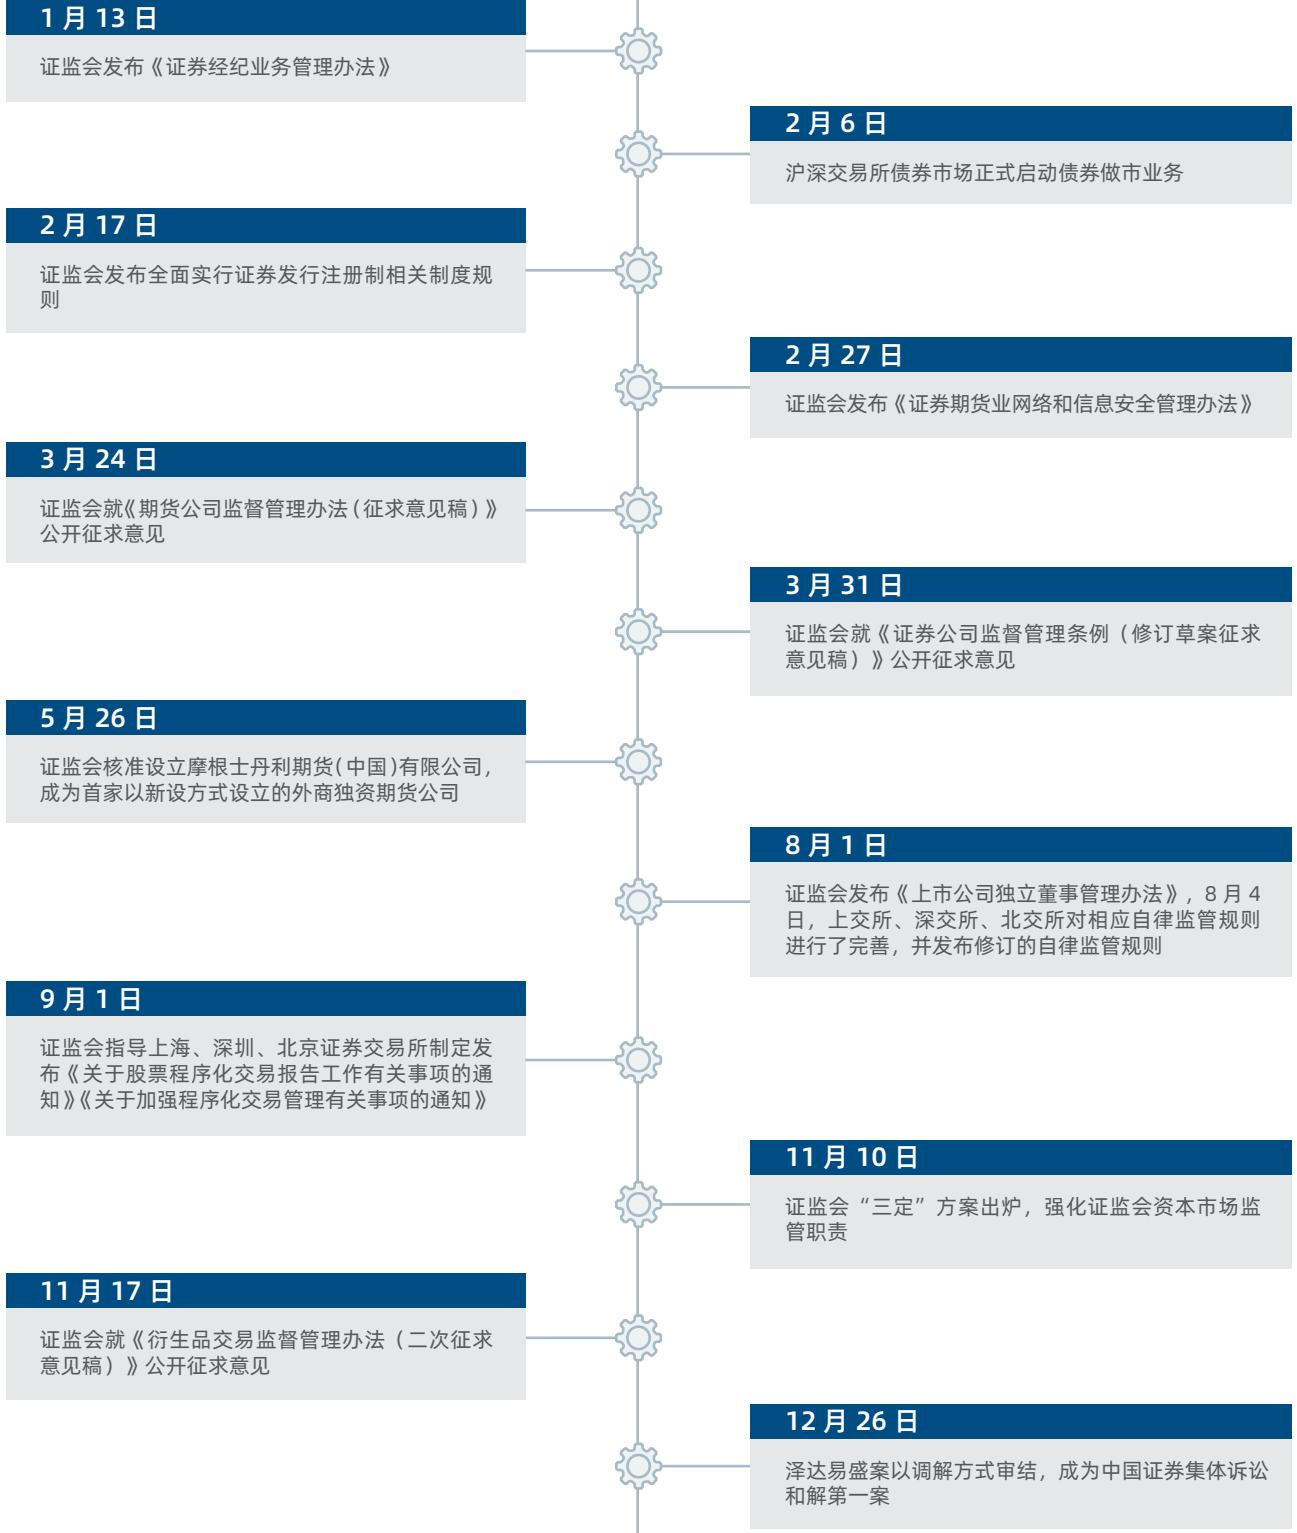 1 月 13 日
证监会发布《证券经纪业务管理办法》
2 月 6 日
沪深交易所债券市场正式启动债券做市业务
2 月 17 日
证监会发布全面实行证券发行注册制相关制度规
则
2 月 27 日
证监会发布《证券期货业网络和信息安全管理办法》
3 月 24 日
证监会就《期货公司监督管理办法（征求意见稿）》
公开征求意见
3 月 31 日
证监会就《证券公司监督管理条例（修订草案征求
意见稿）》公开征求意见
5 月 26 日
证监会核准设立摩根士丹利期货（中国）有限公司，
成为首家以新设方式设立的外商独资期货公司
8 月 1 日
证监会发布《上市公司独立董事管理办法》，8 月 4
日，上交所、深交所、北交所对相应自律监管规则
进行了完善，并发布修订的自律监管规则
9 月 1 日
证监会指导上海、深圳、北京证券交易所制定发
布《关于股票程序化交易报告工作有关事项的通
知》《关于加强程序化交易管理有关事项的通知》
11 月 10 日
证监会“三定”方案出炉，强化证监会资本市场监
管职责
11 月 17 日
证监会就《衍生品交易监督管理办法（二次征求
意见稿）》公开征求意见
12 月 26 日
泽达易盛案以调解方式审结，成为中国证券集体诉讼
和解第一案